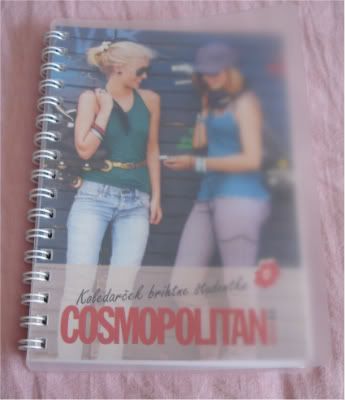 Koledarček brihtne študentke
COSMOPOLITAN